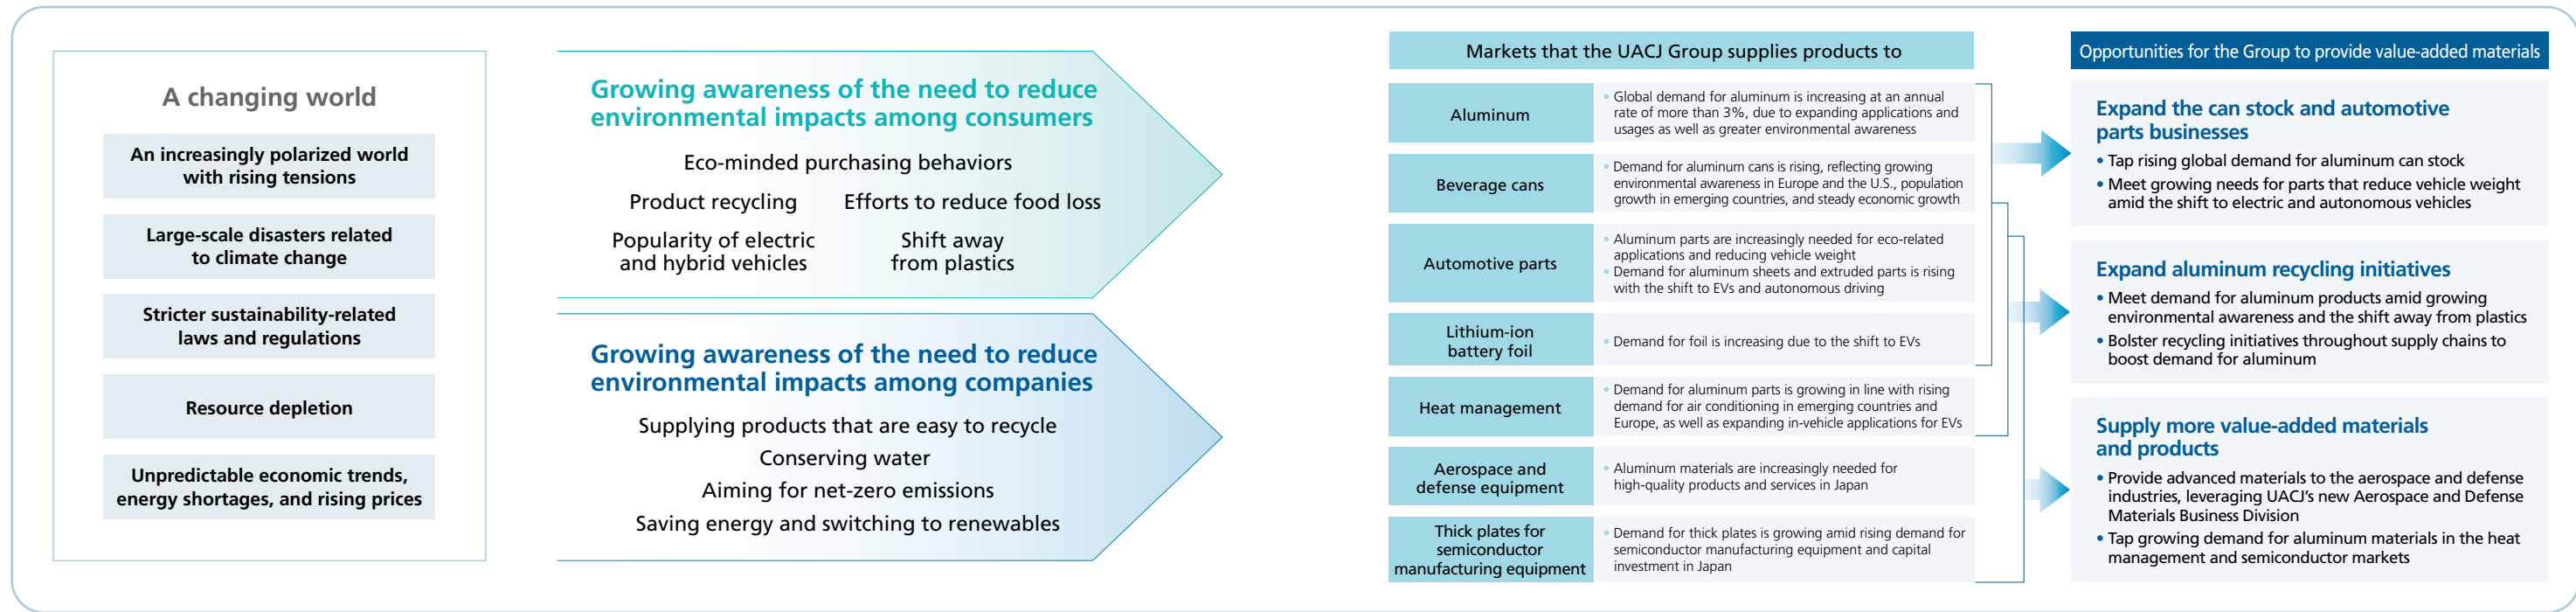 A changing world
An increasingly polarized world
with rising tensions
Large-scale disasters related
to climate change
Stricter sustainability-related
laws and regulations
Resource depletion
Unpredictable economic trends,
energy shortages, and rising prices
Growing awareness of the need to reduce
environmental impacts among consumers
Eco-minded purchasing behaviors
Product recycling
Efforts to reduce food loss
Popularity of electric
and hybrid vehicles
Shift away
from plastics
Growing awareness of the need to reduce
environmental impacts among companies
Supplying products that are easy to recycle
Conserving water
Aiming for net-zero emissions
Saving energy and switching to renewables
Markets that the UACJ Group supplies products to
Aluminum
• Global demand for aluminum is increasing at an annual
rate of more than 3%, due to expanding applications and
usages as well as greater environmental awareness
Beverage cans
• Demand for aluminum cans is rising, reflecting growing
environmental awareness in Europe and the U.S., population
growth in emerging countries, and steady economic growth
Automotive parts
• Aluminum parts are increasingly needed for eco-related
applications and reducing vehicle weight
• Demand for aluminum sheets and extruded parts is rising
with the shift to EVs and autonomous driving
Lithium-ion
battery foil
• Demand for foil is increasing due to the shift to EVs
Heat management
• Demand for aluminum parts is growing in line with rising
demand for air conditioning in emerging countries and
Europe, as well as expanding in-vehicle applications for EVs
Aerospace and
defense equipment
• Aluminum materials are increasingly needed for
high-quality products and services in Japan
Thick plates for
semiconductor
manufacturing equipment
• Demand for thick plates is growing amid rising demand for
semiconductor manufacturing equipment and capital
investment in Japan
Opportunities for the Group to provide value-added materials
Expand the can stock and automotive
parts businesses
• Tap rising global demand for aluminum can stock
• Meet growing needs for parts that reduce vehicle weight
amid the shift to electric and autonomous vehicles
Expand aluminum recycling initiatives
• Meet demand for aluminum products amid growing
environmental awareness and the shift away from plastics
• Bolster recycling initiatives throughout supply chains to
boost demand for aluminum
Supply more value-added materials
and products
• Provide advanced materials to the aerospace and defense
industries, leveraging UACJ’s new Aerospace and Defense
Materials Business Division
• Tap growing demand for aluminum materials in the heat
management and semiconductor markets